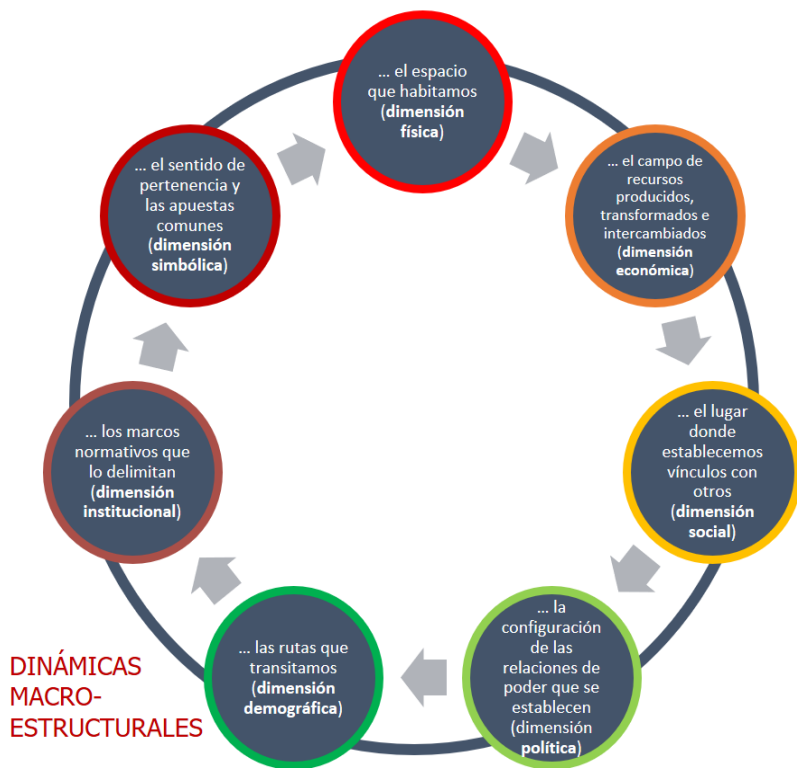 ... el espacio
que habitamos
(dimensión
física)
... el campo de
recursos
producidos,
transformados e
intercambiados
(dimensión
económica)
... el lugar
donde
establecemos
vínculos con
otros
(dimensión
social)
... la
configuración
de las
relaciones de
poder que se
establecen
(dimensión
política)
... las rutas que
transitamos
(dimensión
demográfica)
... los marcos
normativos que
lo delimitan
(dimensión
institucional)
... el sentido de
pertenencia y
las apuestas
comunes
(dimensión
simbólica)
DINÁMICAS
MACRO-
ESTRUCTURALES